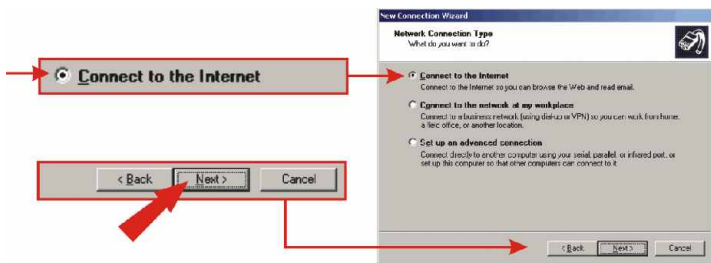 Connect to the Internet
< Back
Next >
Cancel
New Connection Wizard
Network Connection Type
What do you want to do?
Connect to the Internet
Connect to the Internet so you can browse the Web and read email.
Connect to the network at my workplace
Connect to a business network (using dial-up or VPN) so you can work from home,
a field office, or another location.
Set up an advanced connection
Connect directly to another computer using your serial, parallel, or infrared port, or
set up this computer so that other computers can connect to it.
< Back
Next >
Cancel